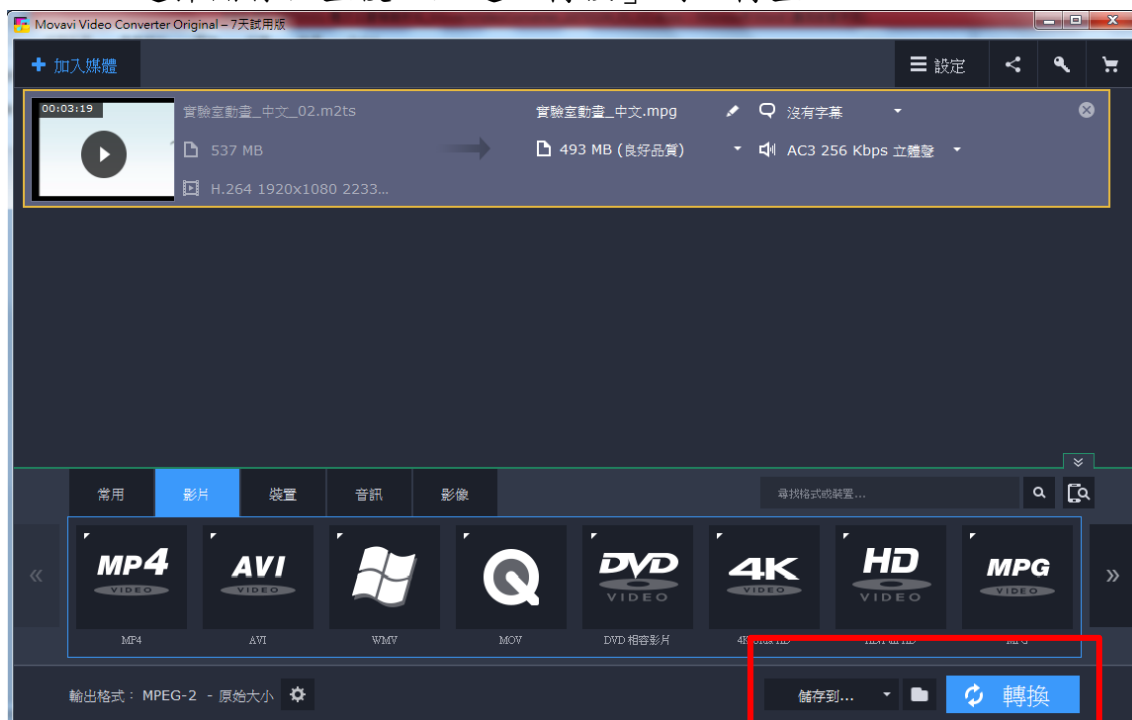 Movavi Video Converter Original – 7天試用版
加入媒體
設定
00:03:19
實驗室動畫_中文_02.m2ts
實驗室動畫_中文.mpg
沒有字幕
537 MB
493 MB (良好品質)
AC3 256 Kbps 立體聲
H.264 1920x1080 2233...
常用 影片 裝置 音訊 影像
尋找格式或裝置...
MP4 VIDEO
AVI VIDEO
DVD VIDEO
4K VIDEO
HD VIDEO
MPG VIDEO
MP4 AVI WMV MOV DVD 相容影片
輸出格式： MPEG-2 - 原始大小
儲存到...
轉換